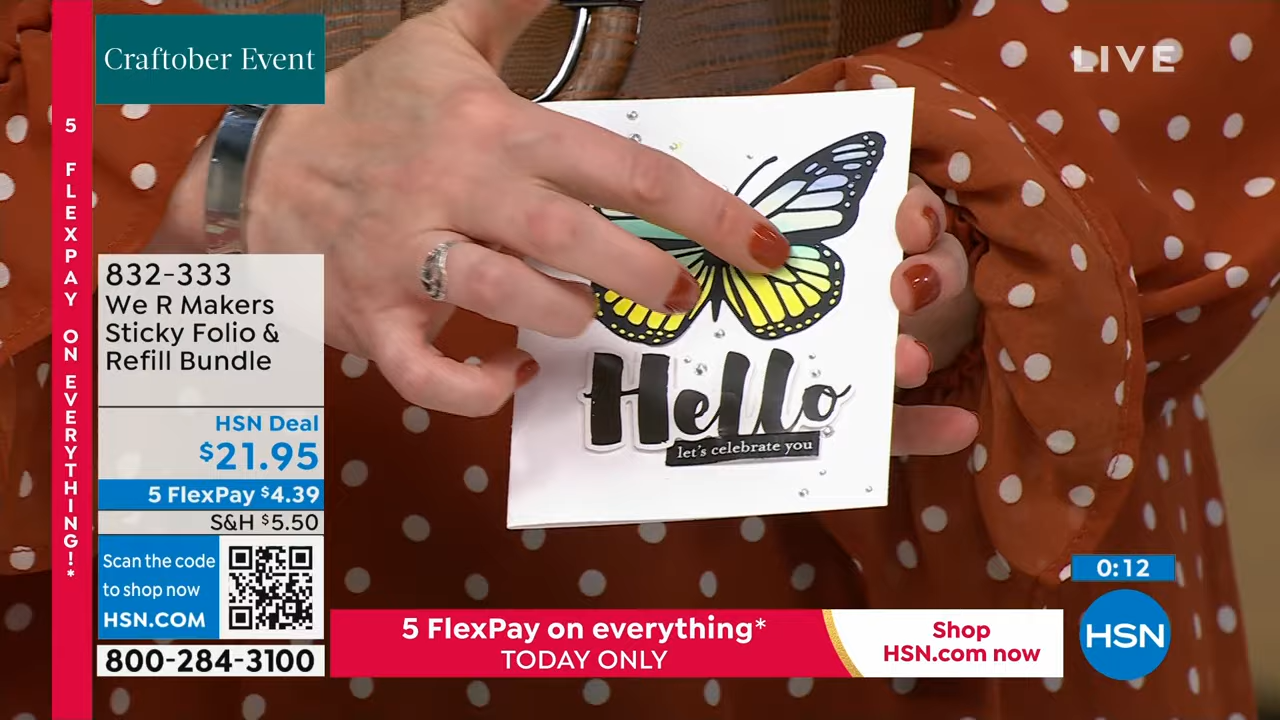 Craftober Event
LIVE
5 FLEXPAY ON EVERYTHING!*
832-333
We R Makers
Sticky Folio &
Refill Bundle
HSN Deal
$21.95
5 FlexPay $4.39
S&H $5.50
Scan the code
to shop now
HSN.COM
800-284-3100
Hello
let's celebrate you
5 FlexPay on everything*
TODAY ONLY
Shop
HSN.com now
0:12
HSN